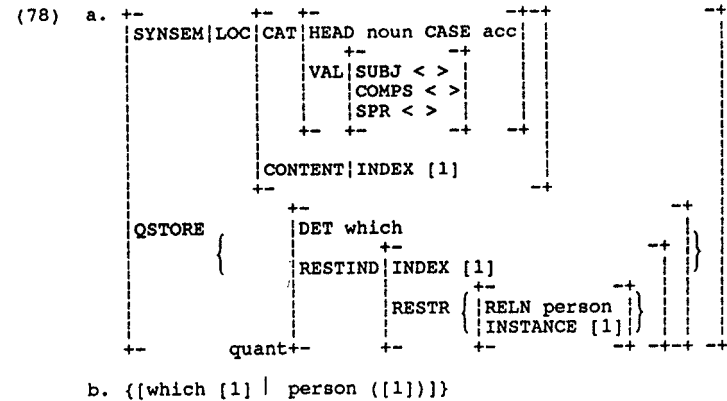 (78) a. +- +- +- -+-+ -+
|SYNSEM|LOC|CAT|HEAD noun CASE acc| | |
+- -+
|VAL|SUBJ < > |
|COMPS < >|
|SPR < > |
+- +- -+ -+
|CONTENT|INDEX [1]
+- -+
+- -+
|QSTORE { |DET which | }
+- -+
|RESTIND|INDEX [1]
+- -+
|RESTR { |RELN person | }
|INSTANCE [1]|
+- quant+- +- +- -+ -+-+ -+
b. {[which [1] | person ([1])]}